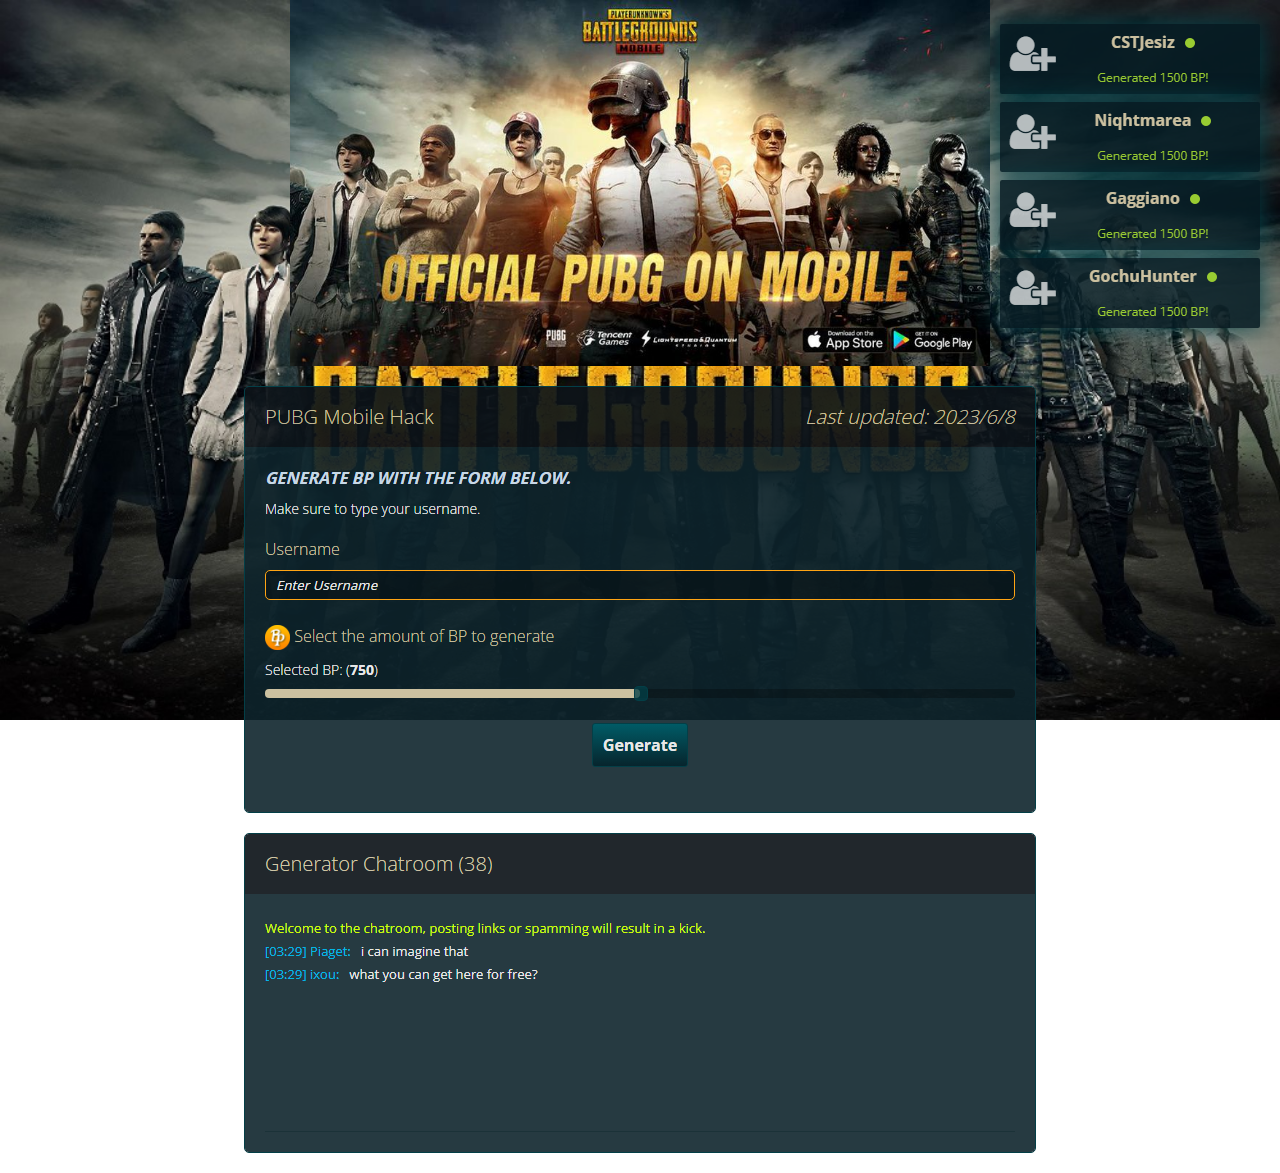 PLAYERUNKNOWN'S
BATTLEGROUNDS
MOBILE
CSTJesiz
Generated 1500 BP!
Niqhtmarea
Generated 1500 BP!
Gaggiano
Generated 1500 BP!
GochuHunter
Generated 1500 BP!
OFFICIAL PUBG ON MOBILE
PUBG
Tencent Games
LIGHTSPEED & QUANTUM
STUDIOS
Download on the App Store
GET IT ON Google Play
BATTLEGROUNDS
PUBG Mobile Hack
Last updated: 2023/6/8
GENERATE BP WITH THE FORM BELOW.
Make sure to type your username.
Username
Enter Username
BP Select the amount of BP to generate
Selected BP: (750)
Generate
Generator Chatroom (38)
Welcome to the chatroom, posting links or spamming will result in a kick.
[03:29] Piaget: i can imagine that
[03:29] ixou: what you can get here for free?